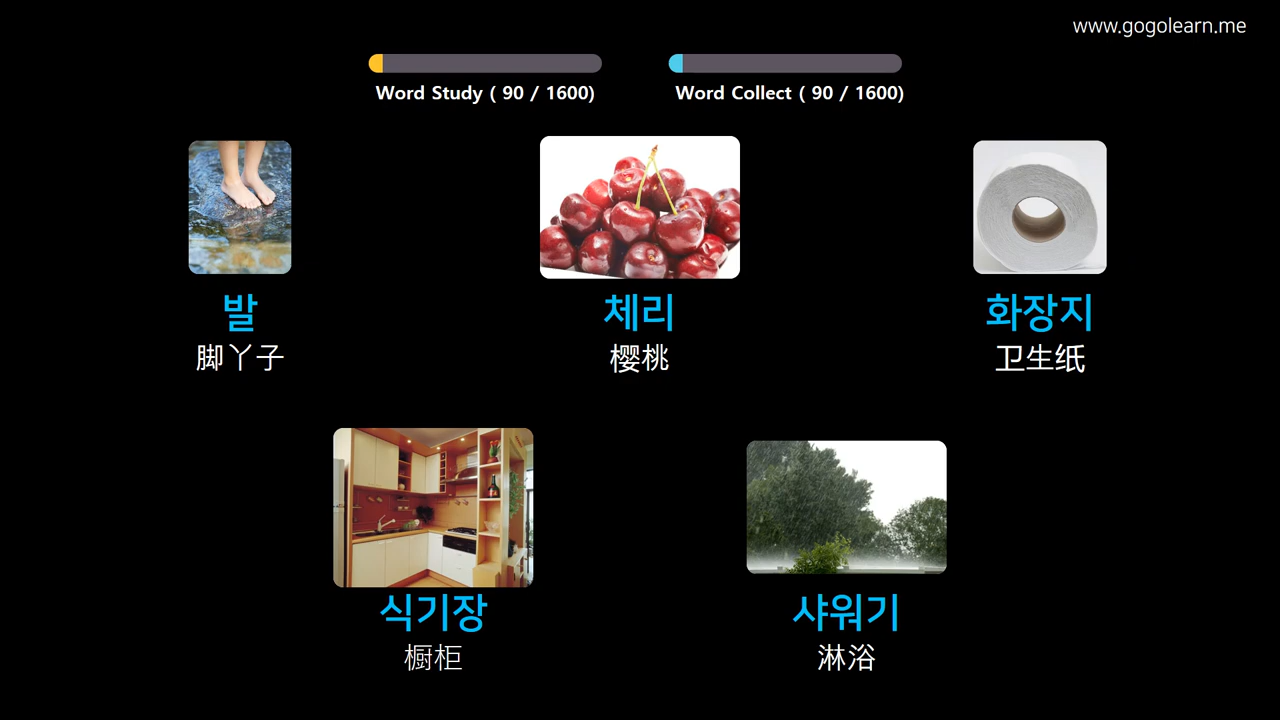 www.gogolearn.me
Word Study ( 90 / 1600)
Word Collect ( 90 / 1600)
발
체리
화장지
脚丫子
樱桃
卫生纸
식기장
샤워기
橱柜
淋浴